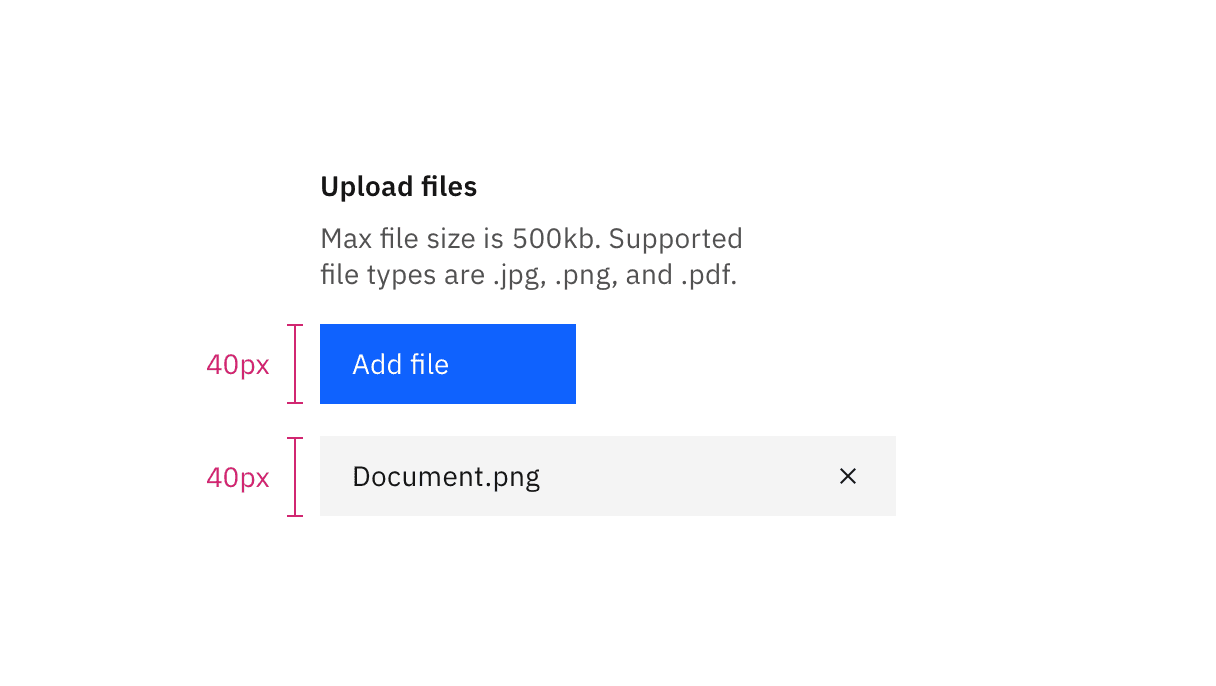 Upload files
Max file size is 500kb. Supported
file types are .jpg, .png, and .pdf.
40px
Add file
40px
Document.png